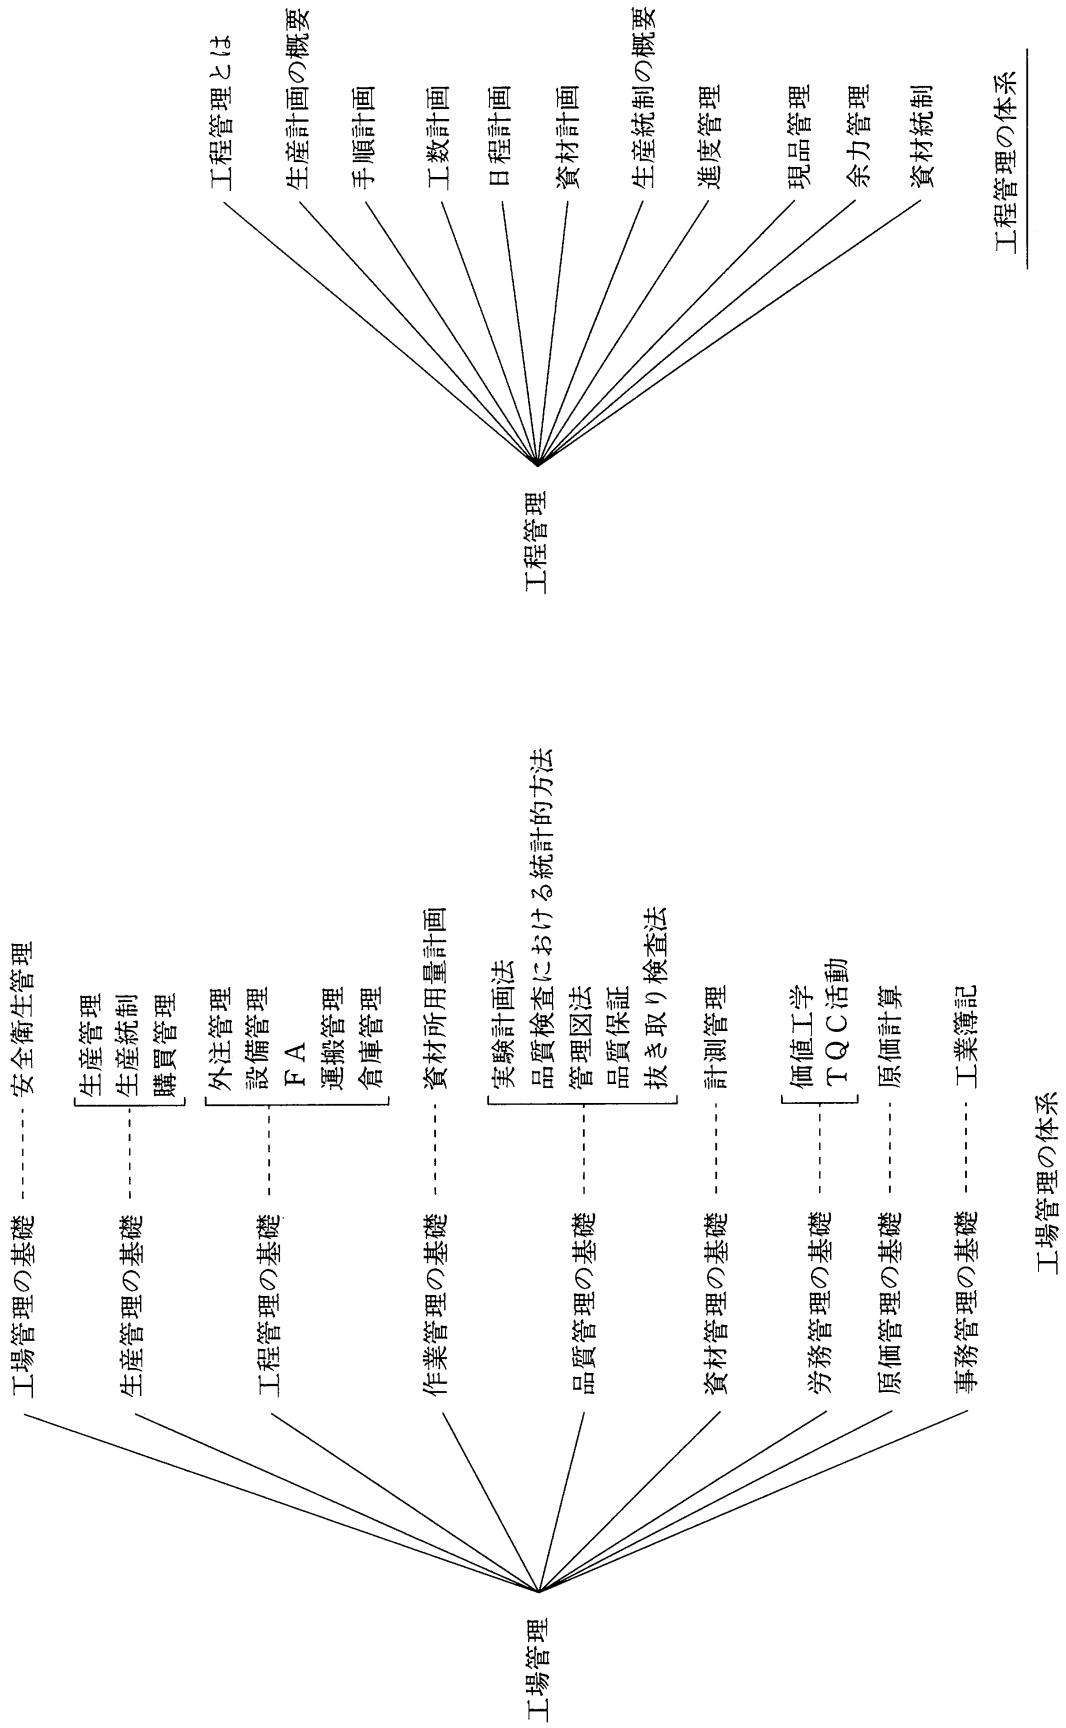 工場管理
工場管理の基礎
安全衛生管理
生産管理の基礎
生産管理
生産統制
購買管理
工程管理の基礎
外注管理
設備管理
ＦＡ
運搬管理
倉庫管理
作業管理の基礎
資材所用量計画
品質管理の基礎
実験計画法
品質検査における統計的方法
管理図法
品質保証
抜き取り検査法
資材管理の基礎
計測管理
労務管理の基礎
価値工学
ＴＱＣ活動
原価管理の基礎
原価計算
事務管理の基礎
工業簿記
工場管理の体系
工程管理
工程管理とは
生産計画の概要
手順計画
工数計画
日程計画
資材計画
生産統制の概要
進度管理
現品管理
余力管理
資材統制
工程管理の体系